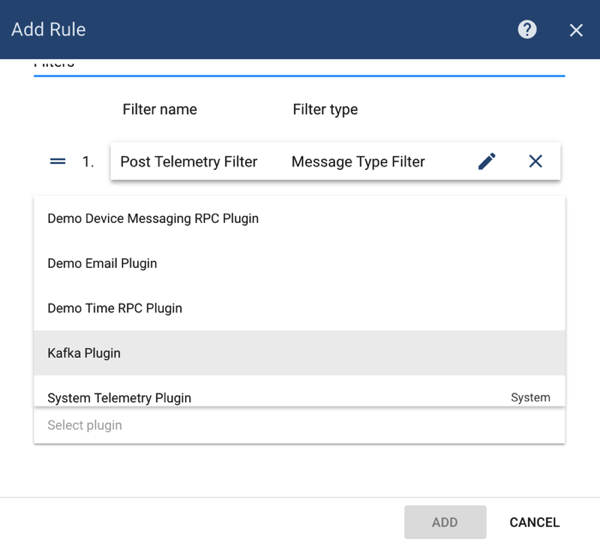 Add Rule
Filters
Filter name Filter type
1. Post Telemetry Filter Message Type Filter
Demo Device Messaging RPC Plugin
Demo Email Plugin
Demo Time RPC Plugin
Kafka Plugin
System Telemetry Plugin System
Select plugin
ADD CANCEL